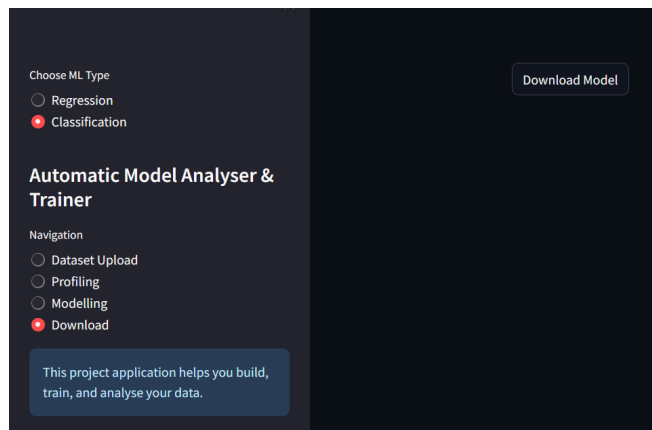 Choose ML Type
Regression
Classification
Automatic Model Analyser &
Trainer
Navigation
Dataset Upload
Profiling
Modelling
Download
This project application helps you build,
train, and analyse your data.
Download Model